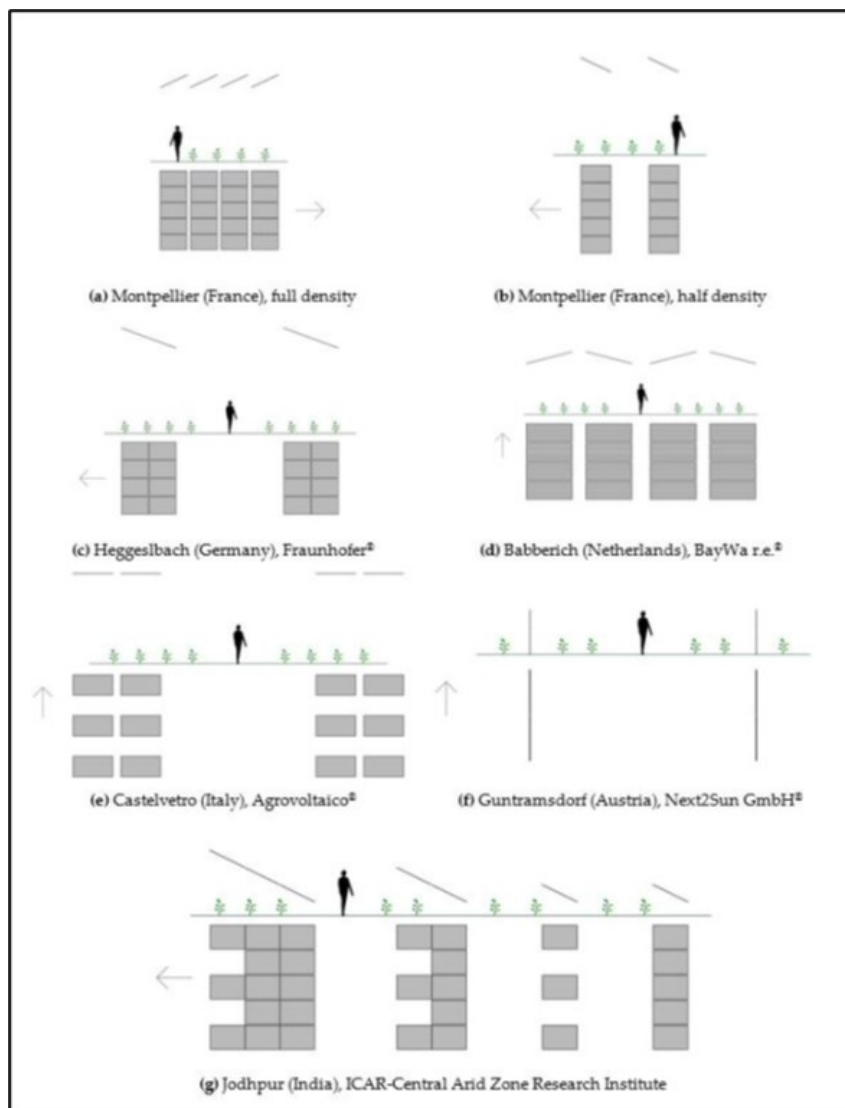 (a) Montpellier (France), full density
(b) Montpellier (France), half density
(c) Heggeslbach (Germany), Fraunhofer®
(d) Babberich (Netherlands), BayWa r.e.®
(e) Castelvetro (Italy), Agrovoltaico®
(f) Guntramsdorf (Austria), Next2Sun GmbH®
(g) Jodhpur (India), ICAR-Central Arid Zone Research Institute